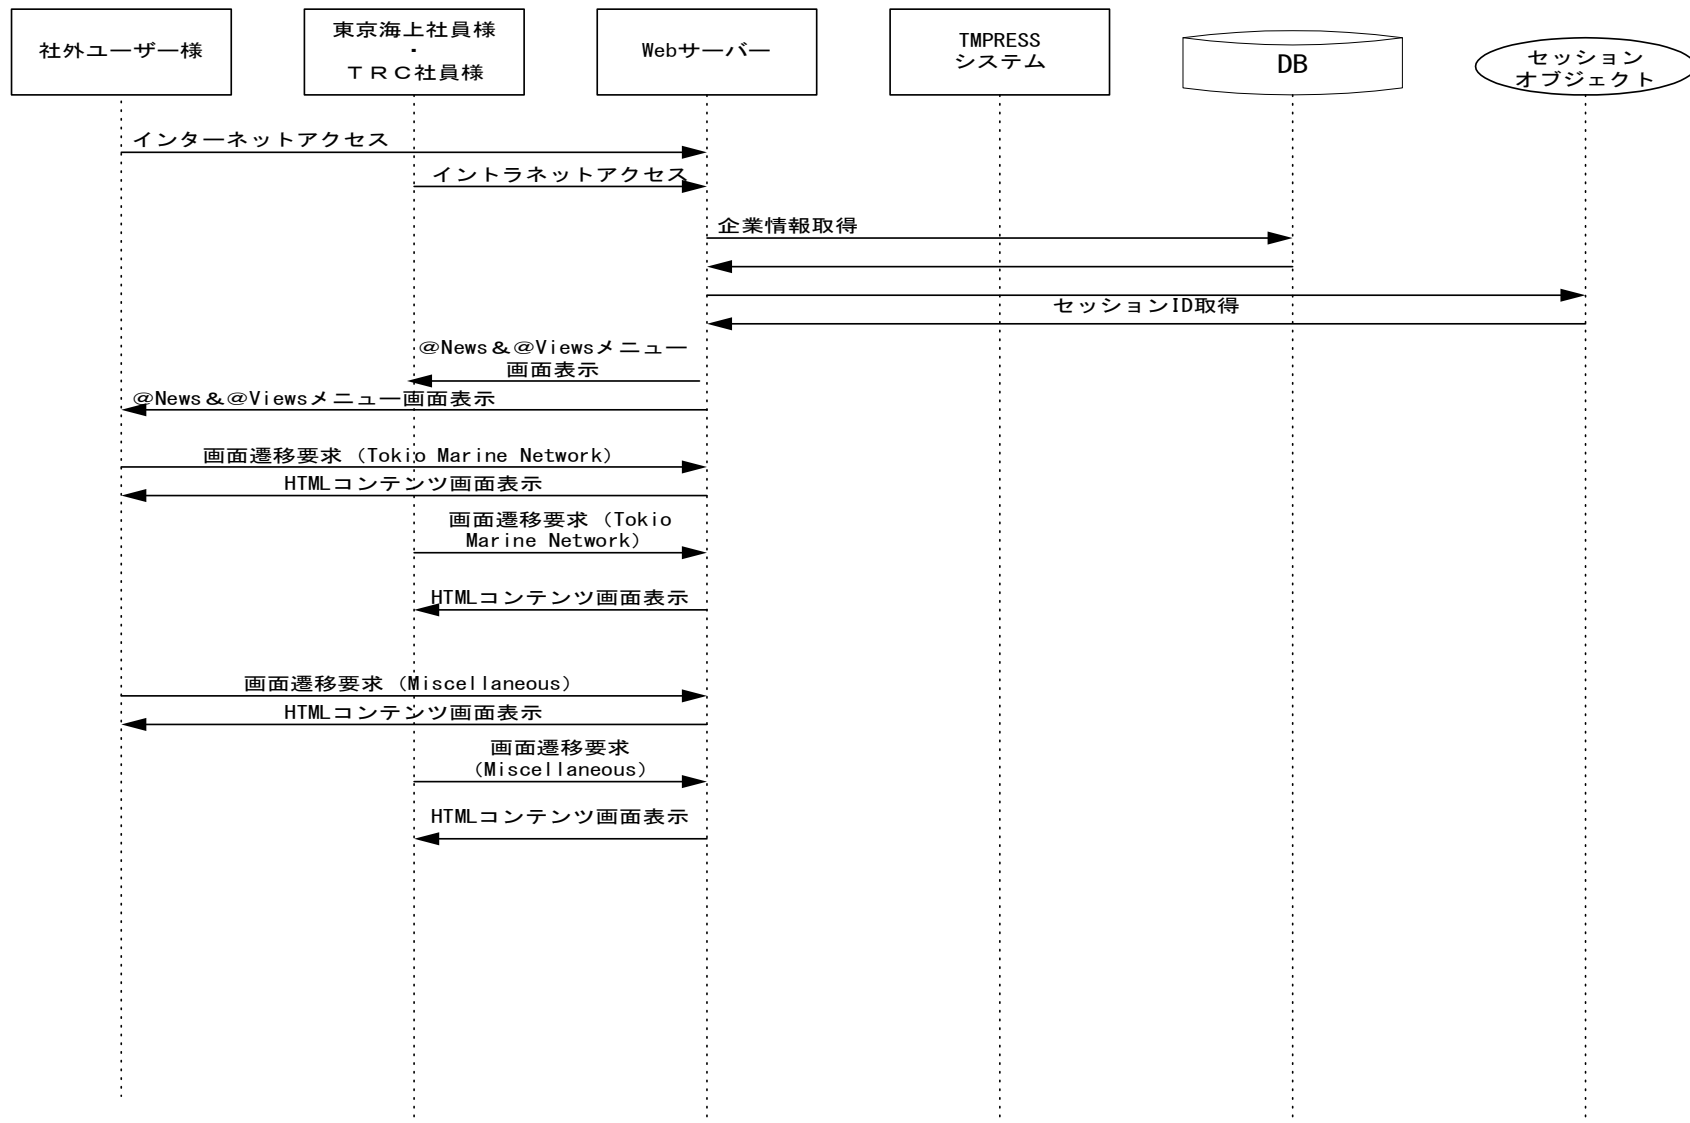 社外ユーザー様
東京海上社員様
・
ＴＲＣ社員様
Webサーバー
TMPRESS
システム
DB
セッション
オブジェクト
インターネットアクセス
イントラネットアクセス
企業情報取得
セッションID取得
@News＆@Viewsメニュー
画面表示
@News＆@Viewsメニュー画面表示
画面遷移要求（Tokio Marine Network）
HTMLコンテンツ画面表示
画面遷移要求（Tokio
Marine Network）
HTMLコンテンツ画面表示
画面遷移要求（Miscellaneous）
HTMLコンテンツ画面表示
画面遷移要求
（Miscellaneous）
HTMLコンテンツ画面表示